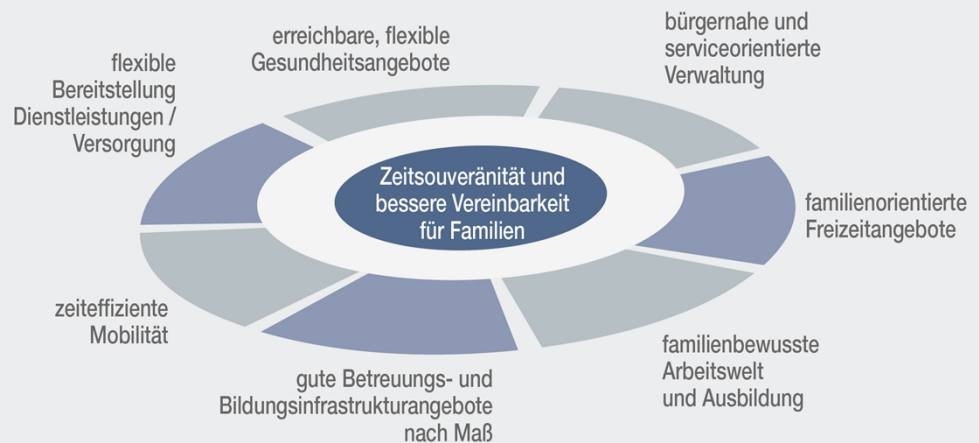 erreichbare, flexible
Gesundheitsangebote
bürgernahe und
serviceorientierte
Verwaltung
flexible
Bereitstellung
Dienstleistungen /
Versorgung
Zeitsouveränität und
bessere Vereinbarkeit
für Familien
familienorientierte
Freizeitangebote
zeiteffiziente
Mobilität
gute Betreuungs- und
Bildungsinfrastrukturangebote
nach Maß
familienbewusste
Arbeitswelt
und Ausbildung